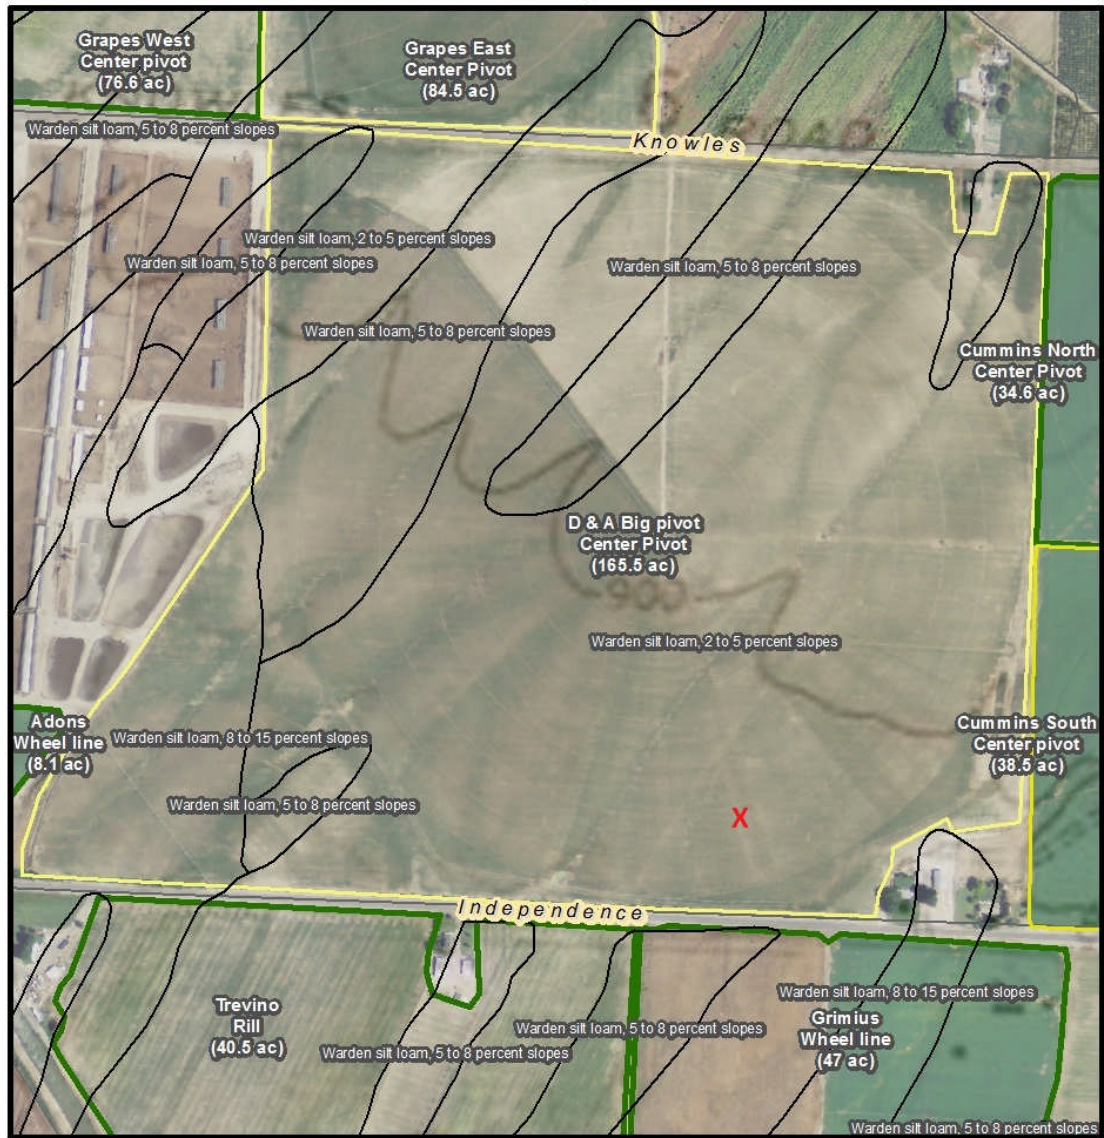 Grapes West
Center pivot
(76.6 ac)
Grapes East
Center Pivot
(84.5 ac)
Warden silt loam, 5 to 8 percent slopes
Knowles
Warden silt loam, 2 to 5 percent slopes
Warden silt loam, 5 to 8 percent slopes
Warden silt loam, 5 to 8 percent slopes
Warden silt loam, 5 to 8 percent slopes
Cummins North
Center Pivot
(34.6 ac)
D & A Big pivot
Center Pivot
(165.5 ac)
900
Warden silt loam, 2 to 5 percent slopes
Adons
Wheel line
(8.1 ac)
Warden silt loam, 8 to 15 percent slopes
Cummins South
Center pivot
(38.5 ac)
Warden silt loam, 5 to 8 percent slopes
X
Independence
Warden silt loam, 8 to 15 percent slopes
Trevino
Rill
(40.5 ac)
Grimius
Wheel line
(47 ac)
Warden silt loam, 5 to 8 percent slopes
Warden silt loam, 5 to 8 percent slopes
Warden silt loam, 5 to 8 percent slopes